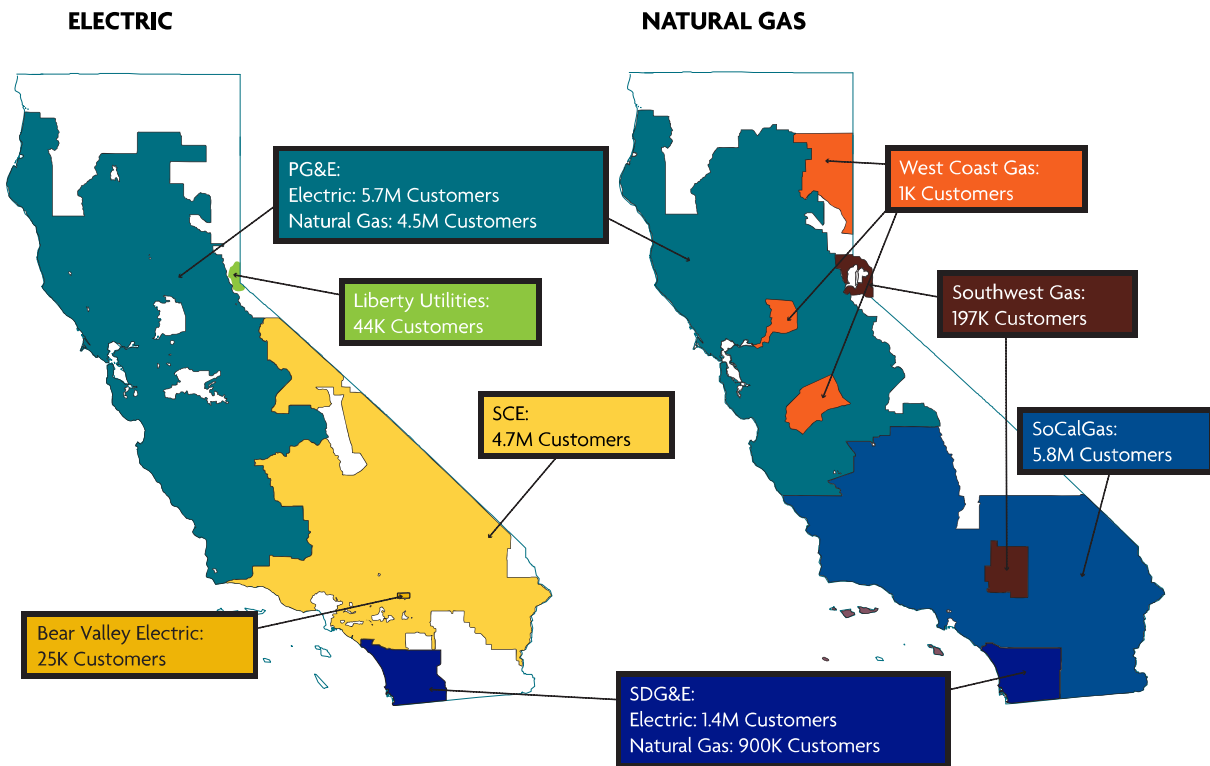 ELECTRIC
NATURAL GAS
PG&E:
Electric: 5.7M Customers
Natural Gas: 4.5M Customers
West Coast Gas:
1K Customers
Liberty Utilities:
44K Customers
Southwest Gas:
197K Customers
SCE:
4.7M Customers
SoCalGas:
5.8M Customers
Bear Valley Electric:
25K Customers
SDG&E:
Electric: 1.4M Customers
Natural Gas: 900K Customers